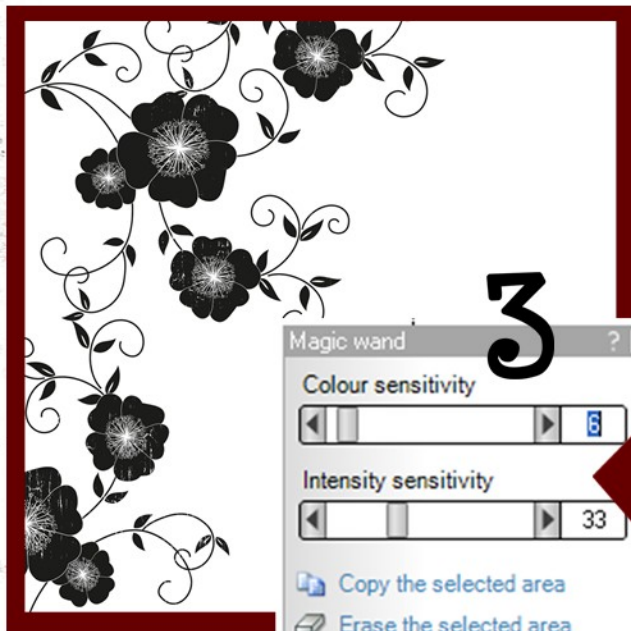 3
Magic wand ?
Colour sensitivity
6
Intensity sensitivity
33
Copy the selected area
Erase the selected area